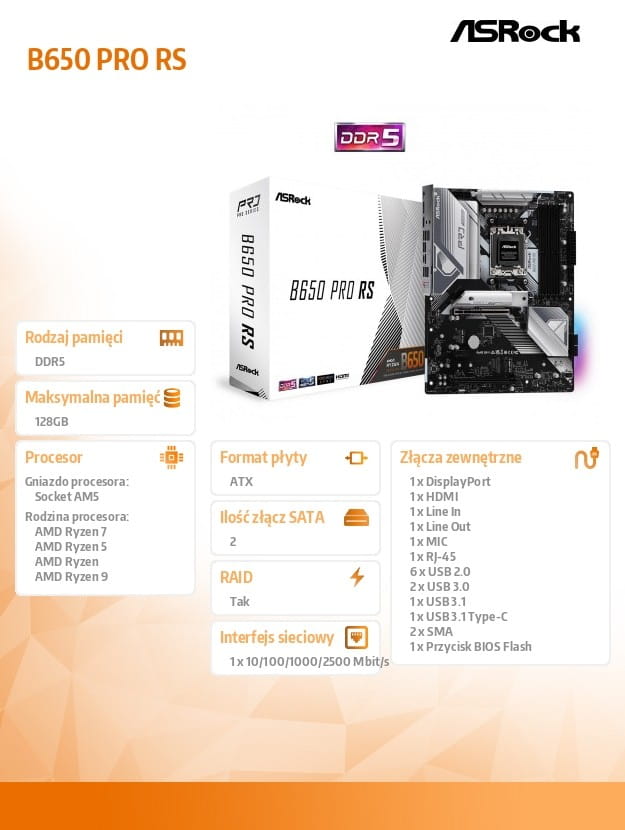 ASRock
B650 PRO RS
DDR5
PRO
PRO SERIES
ASRock
B650 PRO RS
B650 PRO RS
ASRock
DDR5
HDMI
B650
ASRock
PRO
ASRock
Rodzaj pamięci
DDR5
Maksymalna pamięć
128GB
Procesor
Gniazdo procesora:
Socket AM5
Rodzina procesora:
AMD Ryzen 7
AMD Ryzen 5
AMD Ryzen
AMD Ryzen 9
Format płyty
ATX
Ilość złącz SATA
2
RAID
Tak
Interfejs sieciowy
1 x 10/100/1000/2500 Mbit/s
Złącza zewnętrzne
1 x DisplayPort
1 x HDMI
1 x Line In
1 x Line Out
1 x MIC
1 x RJ-45
6 x USB 2.0
2 x USB 3.0
1 x USB 3.1
1 x USB 3.1 Type-C
2 x SMA
1 x Przycisk BIOS Flash